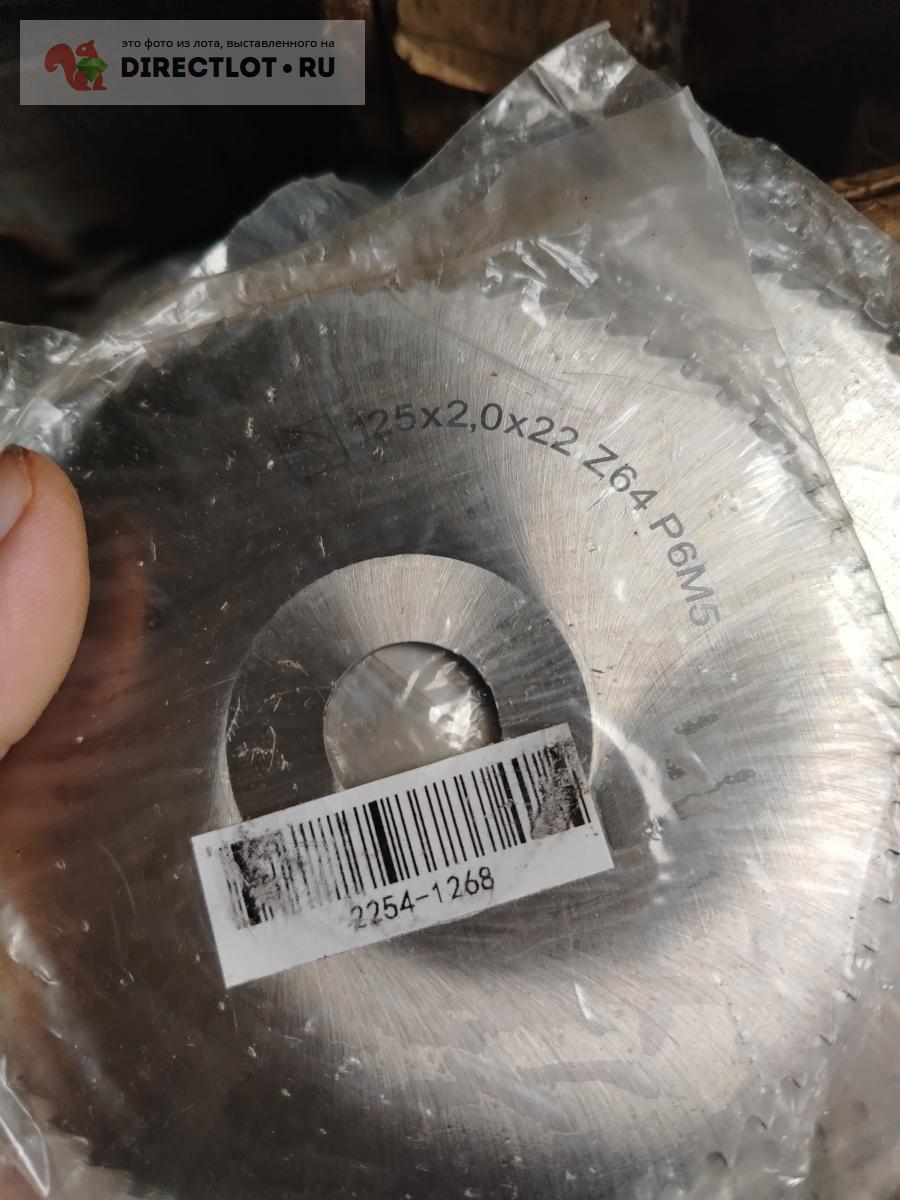 это фото из лота, выставленного на
DIRECTLOT•RU
125x2,0x22 Z64 P6M5
2254-1268